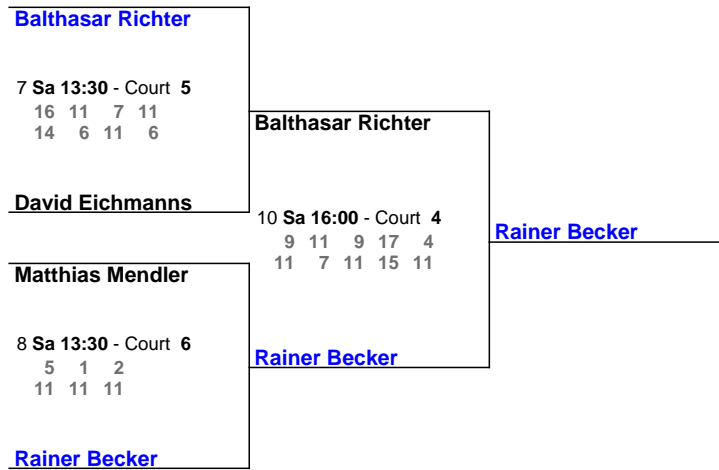 Balthasar Richter
7 Sa 13:30 - Court 5
16 11 7 11
14 6 11 6
David Eichmanns
Matthias Mendler
8 Sa 13:30 - Court 6
5 1 2
11 11 11
Rainer Becker
Balthasar Richter
10 Sa 16:00 - Court 4
9 11 9 17 4
11 7 11 15 11
Rainer Becker
Rainer Becker